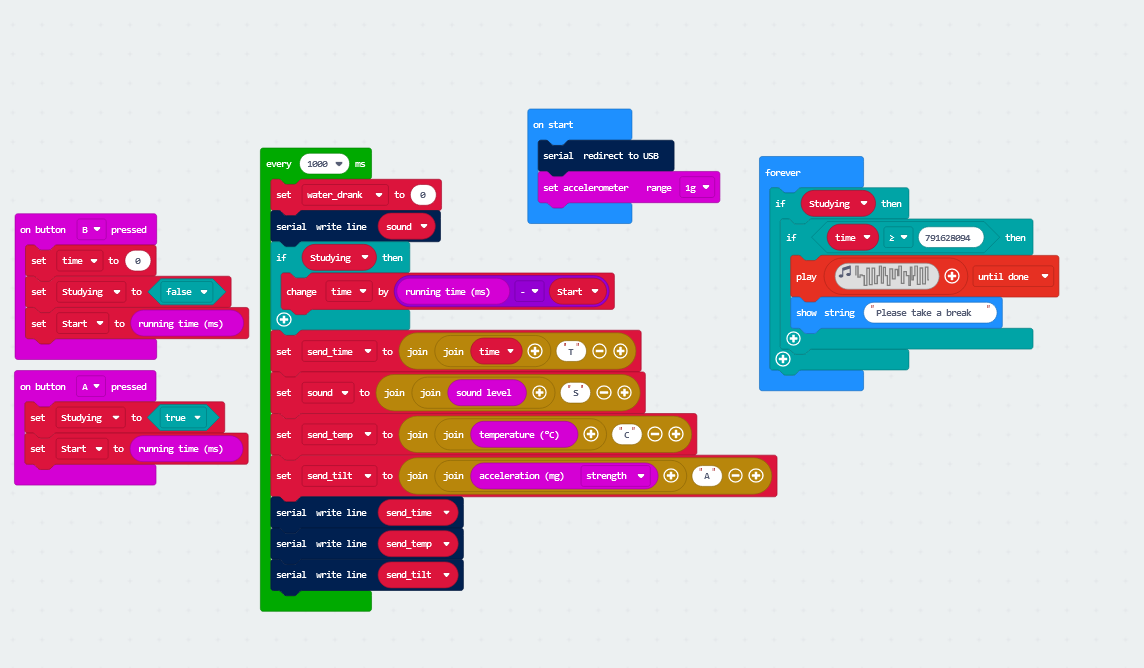 on button B pressed
set time to 0
set Studying to false
set Start to running time (ms)
on button A pressed
set Studying to true
set Start to running time (ms)
every 1000 ms
set water_drank to 0
serial write line sound
if Studying then
change time by running time (ms) - Start
set send_time to join join time "T"
set sound to join join sound level "S"
set send_temp to join join temperature (°C) "C"
set send_tilt to join join acceleration (mg) strength "A"
serial write line send_time
serial write line send_temp
serial write line send_tilt
on start
serial redirect to USB
set accelerometer range 1g
forever
if Studying then
if time ≥ 791628094 then
play until done
show string "Please take a break"